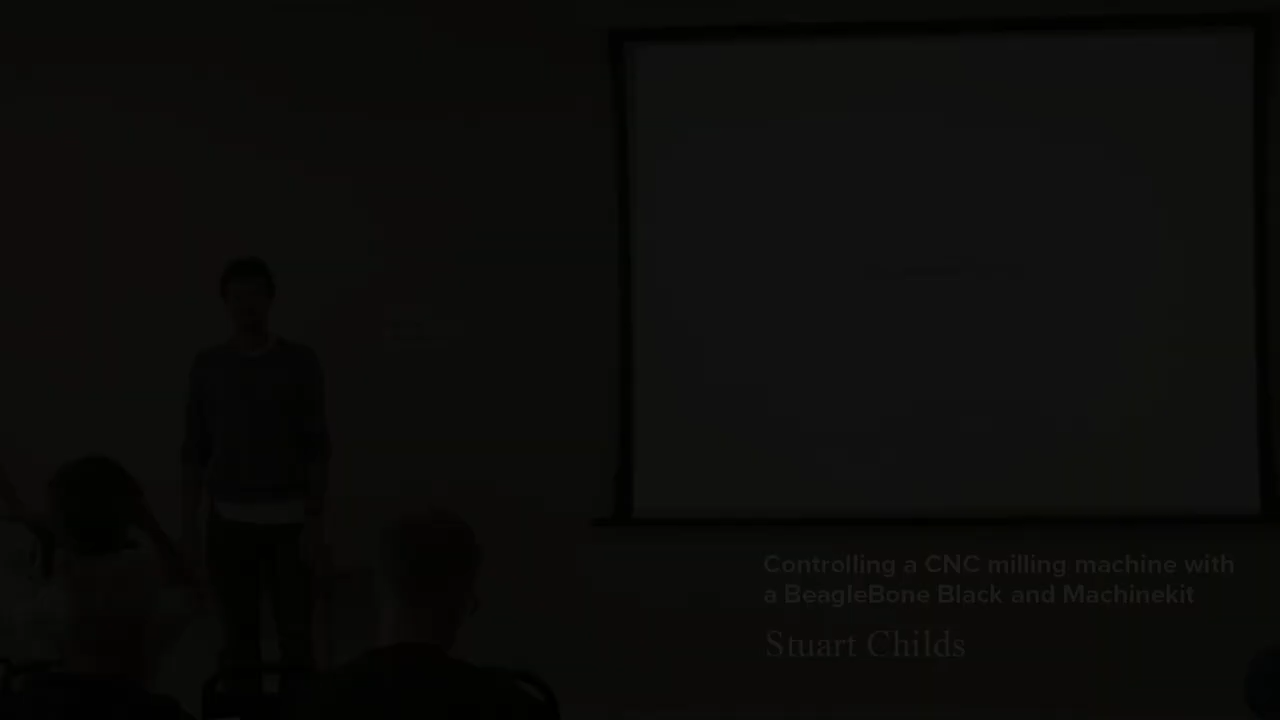 Controlling a CNC milling machine with
a BeagleBone Black and Machinekit
Stuart Childs